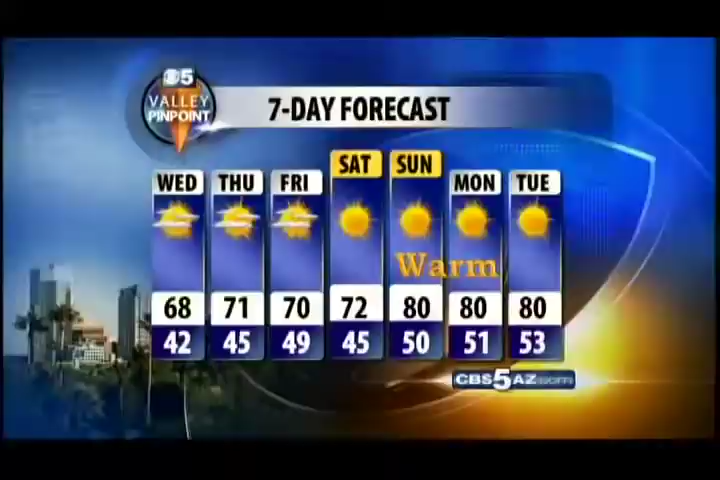 5
VALLEY
PINPOINT
7-DAY FORECAST
WED THU FRI SAT SUN MON TUE
Warm
68 71 70 72 80 80 80
42 45 49 45 50 51 53
CBS5AZ.com